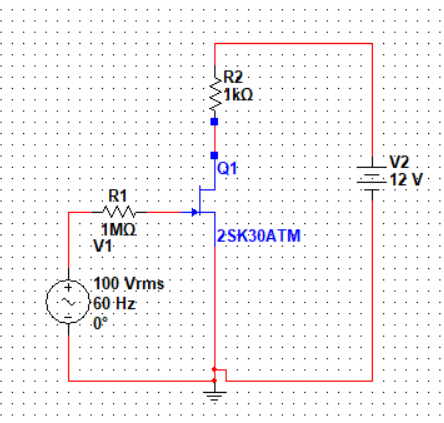 R2
1kΩ
Q1
V2
12 V
R1
1MΩ
2SK30ATM
V1
100 Vrms
60 Hz
0°